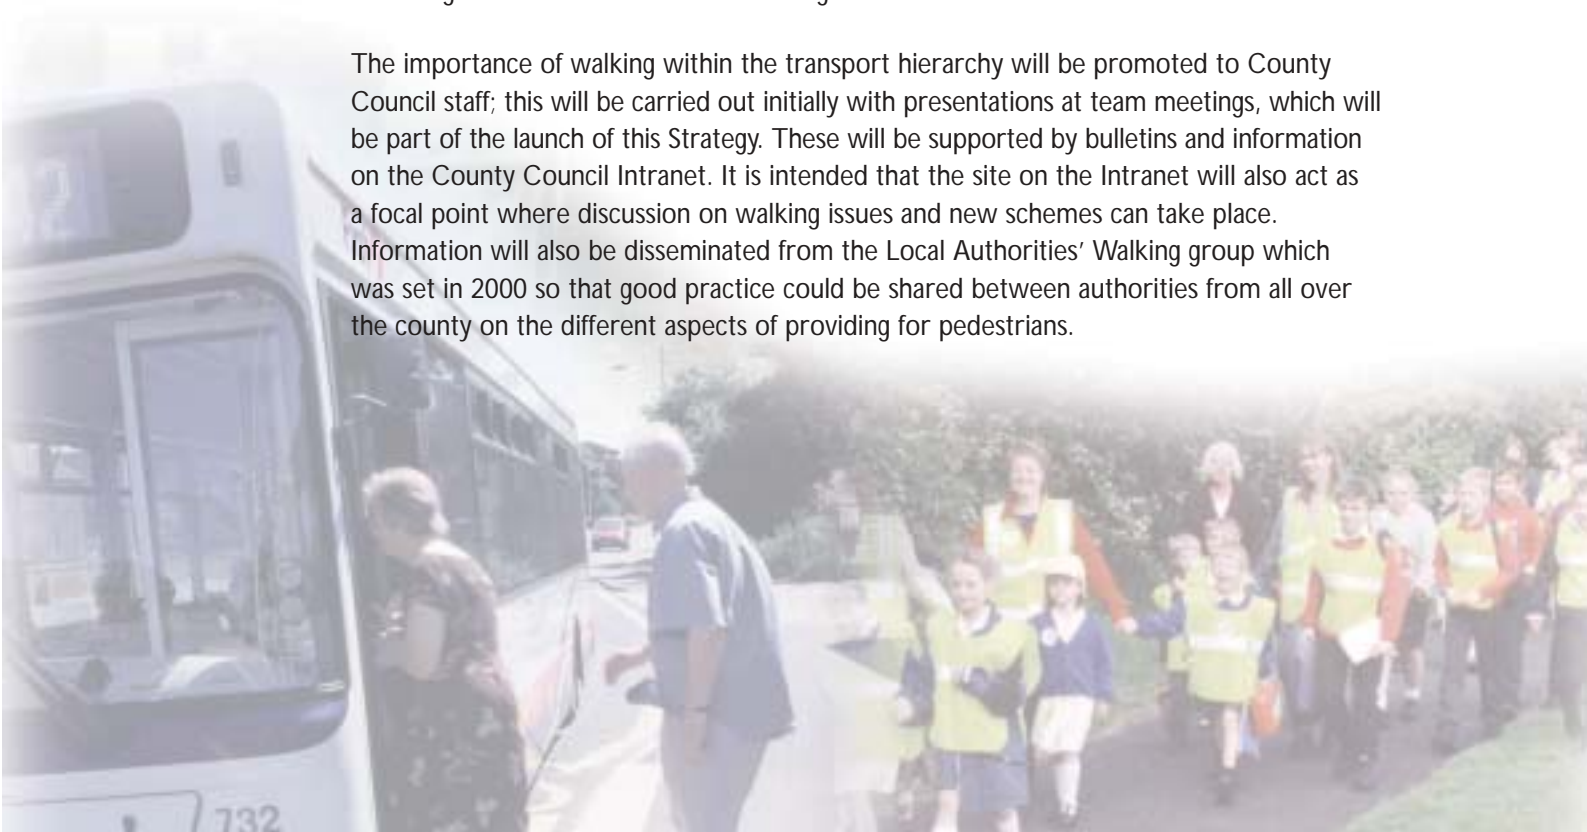 The importance of walking within the transport hierarchy will be promoted to County
Council staff; this will be carried out initially with presentations at team meetings, which will
be part of the launch of this Strategy. These will be supported by bulletins and information
on the County Council Intranet. It is intended that the site on the Intranet will also act as
a focal point where discussion on walking issues and new schemes can take place.
Information will also be disseminated from the Local Authorities’ Walking group which
was set in 2000 so that good practice could be shared between authorities from all over
the county on the different aspects of providing for pedestrians.
2
732